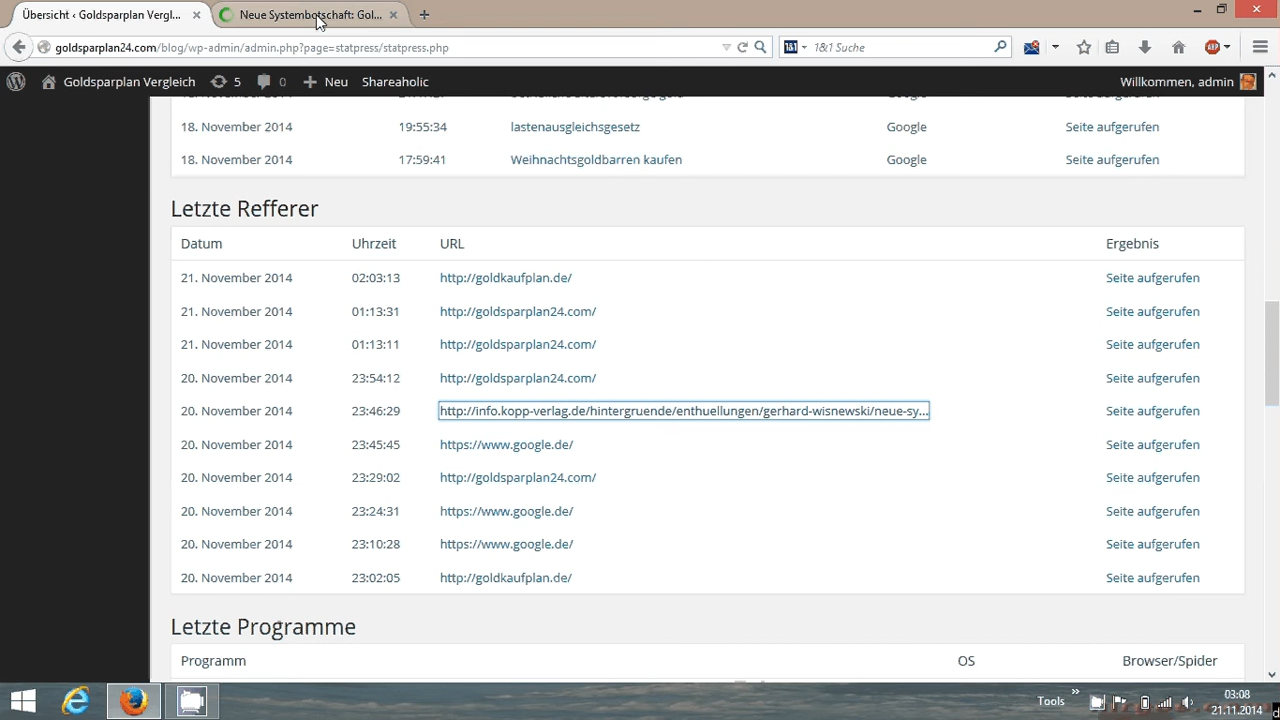 Übersicht ‹ Goldsparplan Vergl... Neue Systembotschaft: Gol...
goldsparplan24.com/blog/wp-admin/admin.php?page=statpress/statpress.php 1&1 1&1 Suche ABP
Goldsparplan Vergleich 5 0 Neu Shareaholic Willkommen, admin
18. November 2014 19:55:34 lastenausgleichsgesetz Google Seite aufgerufen
18. November 2014 17:59:41 Weihnachtsgoldbarren kaufen Google Seite aufgerufen
Letzte Refferer
Datum Uhrzeit URL Ergebnis
21. November 2014 02:03:13 http://goldkaufplan.de/ Seite aufgerufen
21. November 2014 01:13:31 http://goldsparplan24.com/ Seite aufgerufen
21. November 2014 01:13:11 http://goldsparplan24.com/ Seite aufgerufen
20. November 2014 23:54:12 http://goldsparplan24.com/ Seite aufgerufen
20. November 2014 23:46:29 http://info.kopp-verlag.de/hintergruende/enthuellungen/gerhard-wisnewski/neue-sy... Seite aufgerufen
20. November 2014 23:45:45 https://www.google.de/ Seite aufgerufen
20. November 2014 23:29:02 http://goldsparplan24.com/ Seite aufgerufen
20. November 2014 23:24:31 https://www.google.de/ Seite aufgerufen
20. November 2014 23:10:28 https://www.google.de/ Seite aufgerufen
20. November 2014 23:02:05 http://goldkaufplan.de/ Seite aufgerufen
Letzte Programme
Programm OS Browser/Spider
Tools 03:08
21.11.2014